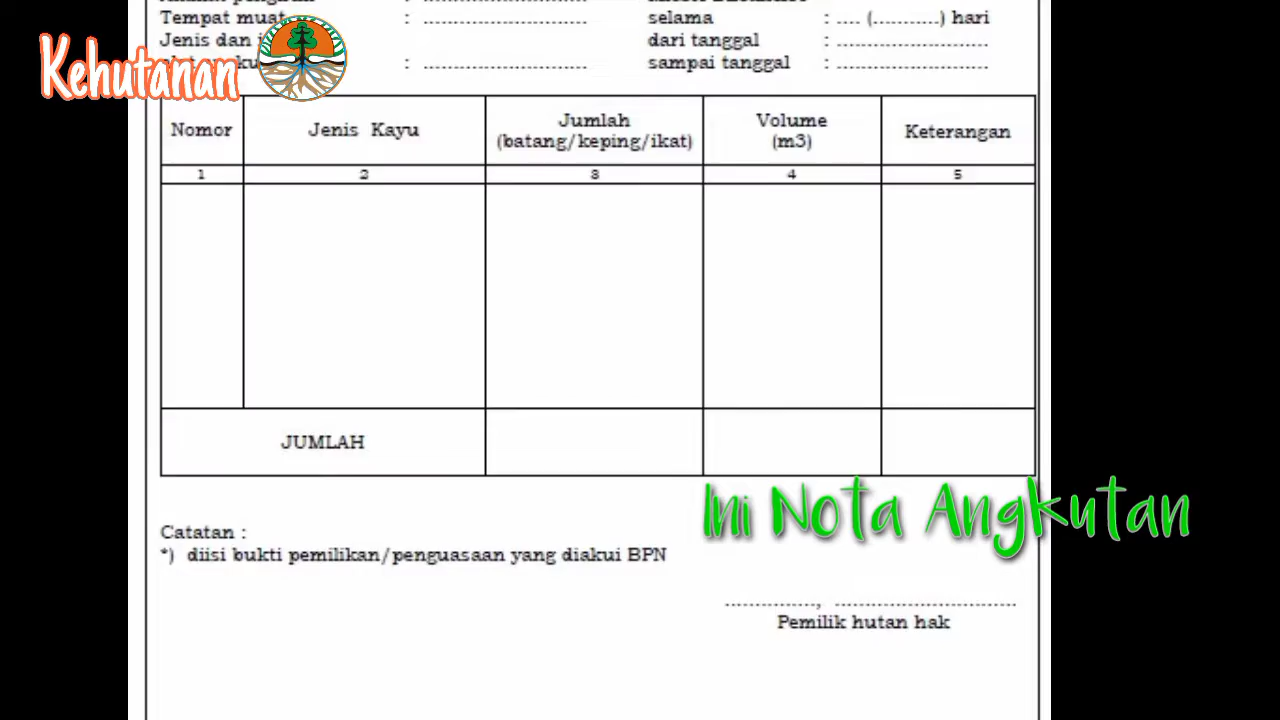 Tempat muat : ............................ selama : .... (...........) hari
Jenis dan dari tanggal : ..........................
: ............................ sampai tanggal : ..........................
Kehutanan
Nomor Jenis Kayu Jumlah (batang/keping/ikat) Volume (m3) Keterangan
1 2 3 4 5
JUMLAH
Ini Nota Angkutan
Catatan :
*) diisi bukti pemilikan/penguasaan yang diakui BPN
..............., ..............................
Pemilik hutan hak